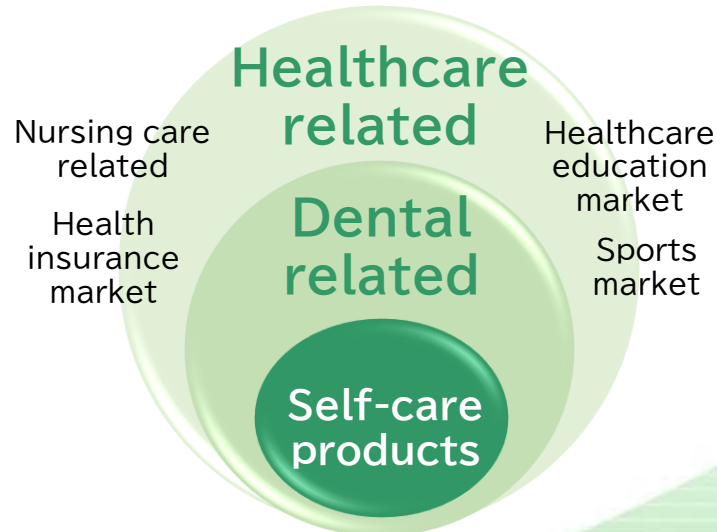 Healthcare
related
Nursing care
related
Health
insurance
market
Healthcare
education
market
Sports
market
Dental
related
Self-care
products